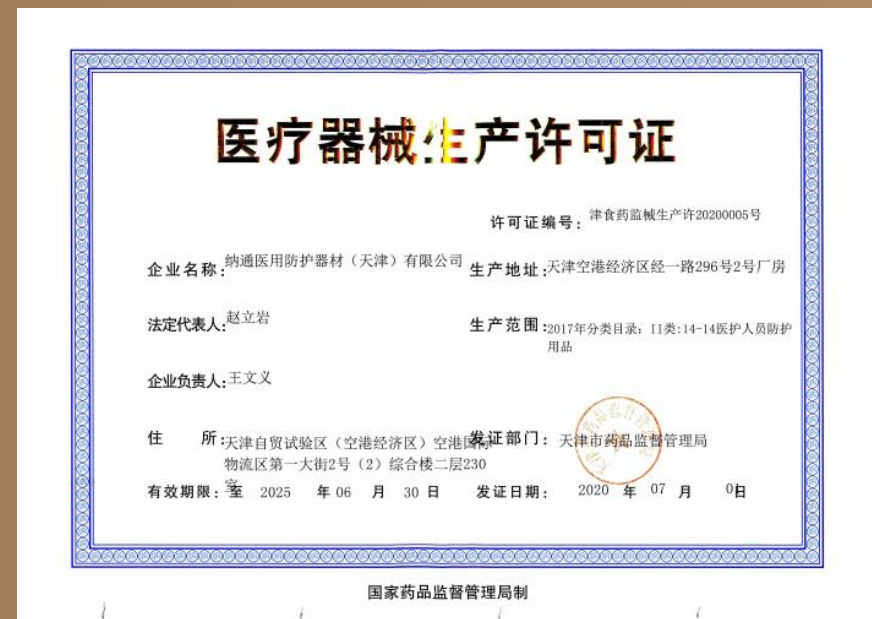 医疗器械生产许可证
许可证编号：津食药监械生产许20200005号
企业名称：纳通医用防护器材（天津）有限公司
生产地址：天津空港经济区经一路296号2号厂房
法定代表人：赵立岩
生产范围：2017年分类目录：II类：14-14医护人员防护
用品
企业负责人：王文义
住 所：天津自贸试验区（空港经济区）空港国际
物流区第一大街2号（2）综合楼二层230
室
发证部门：天津市药品监督管理局
有效期限：至 2025 年 06 月 30 日
发证日期： 2020 年 07 月 01日
国家药品监督管理局制